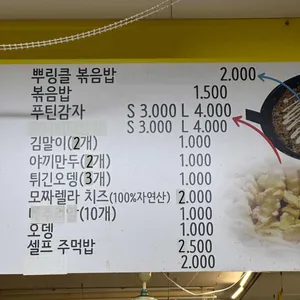 뿌링클 볶음밥 2.000
볶음밥 1.500
푸틴감자 S 3.000 L 4.000
S 3.000 L 4.000
김말이(2개) 1.000
야끼만두(2개) 1.000
튀긴오뎅(3개) 1.000
모짜렐라 치즈(100%자연산) 2.000
(10개) 1.000
오뎅 1.000
셀프 주먹밥 2.500
2.000